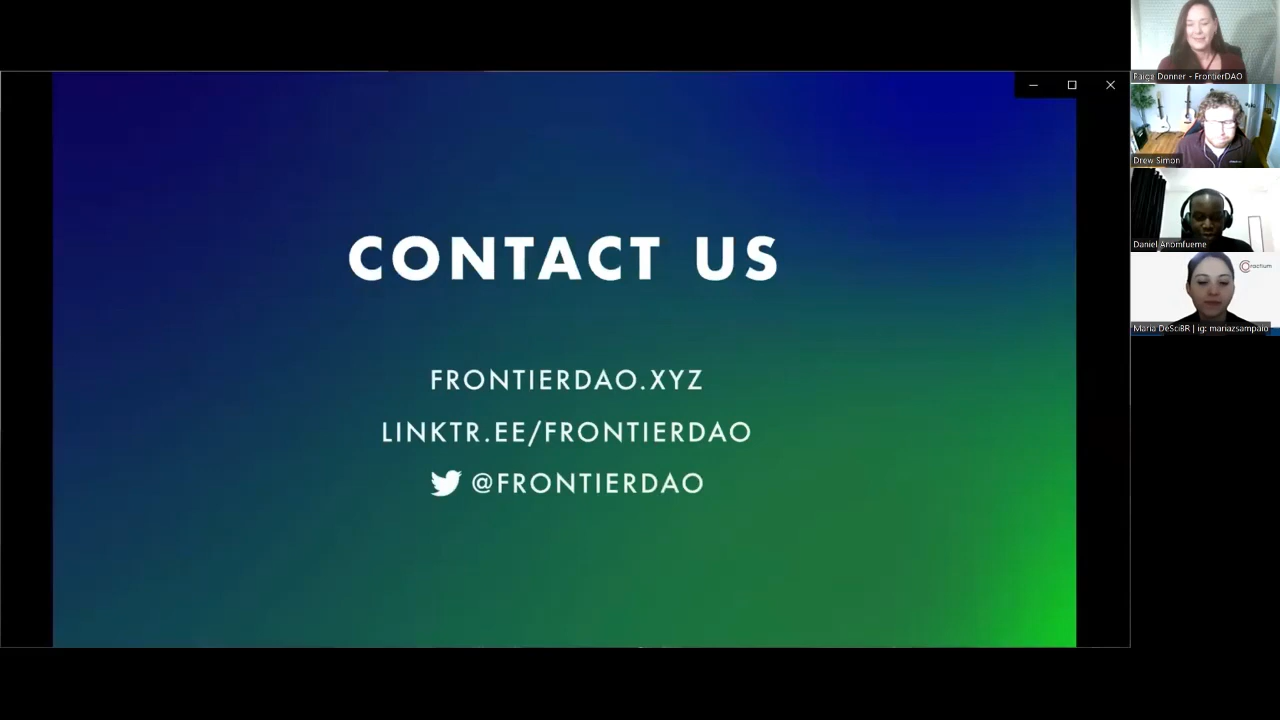 CONTACT US
FRONTIERDAO.XYZ
LINKTR.EE/FRONTIERDAO
@FRONTIERDAO
Paige Donner - FrontierDAO
Drew Simon
Daniel Anomfueme
ractium
Maria DeSciBR | ig: mariazsampaio